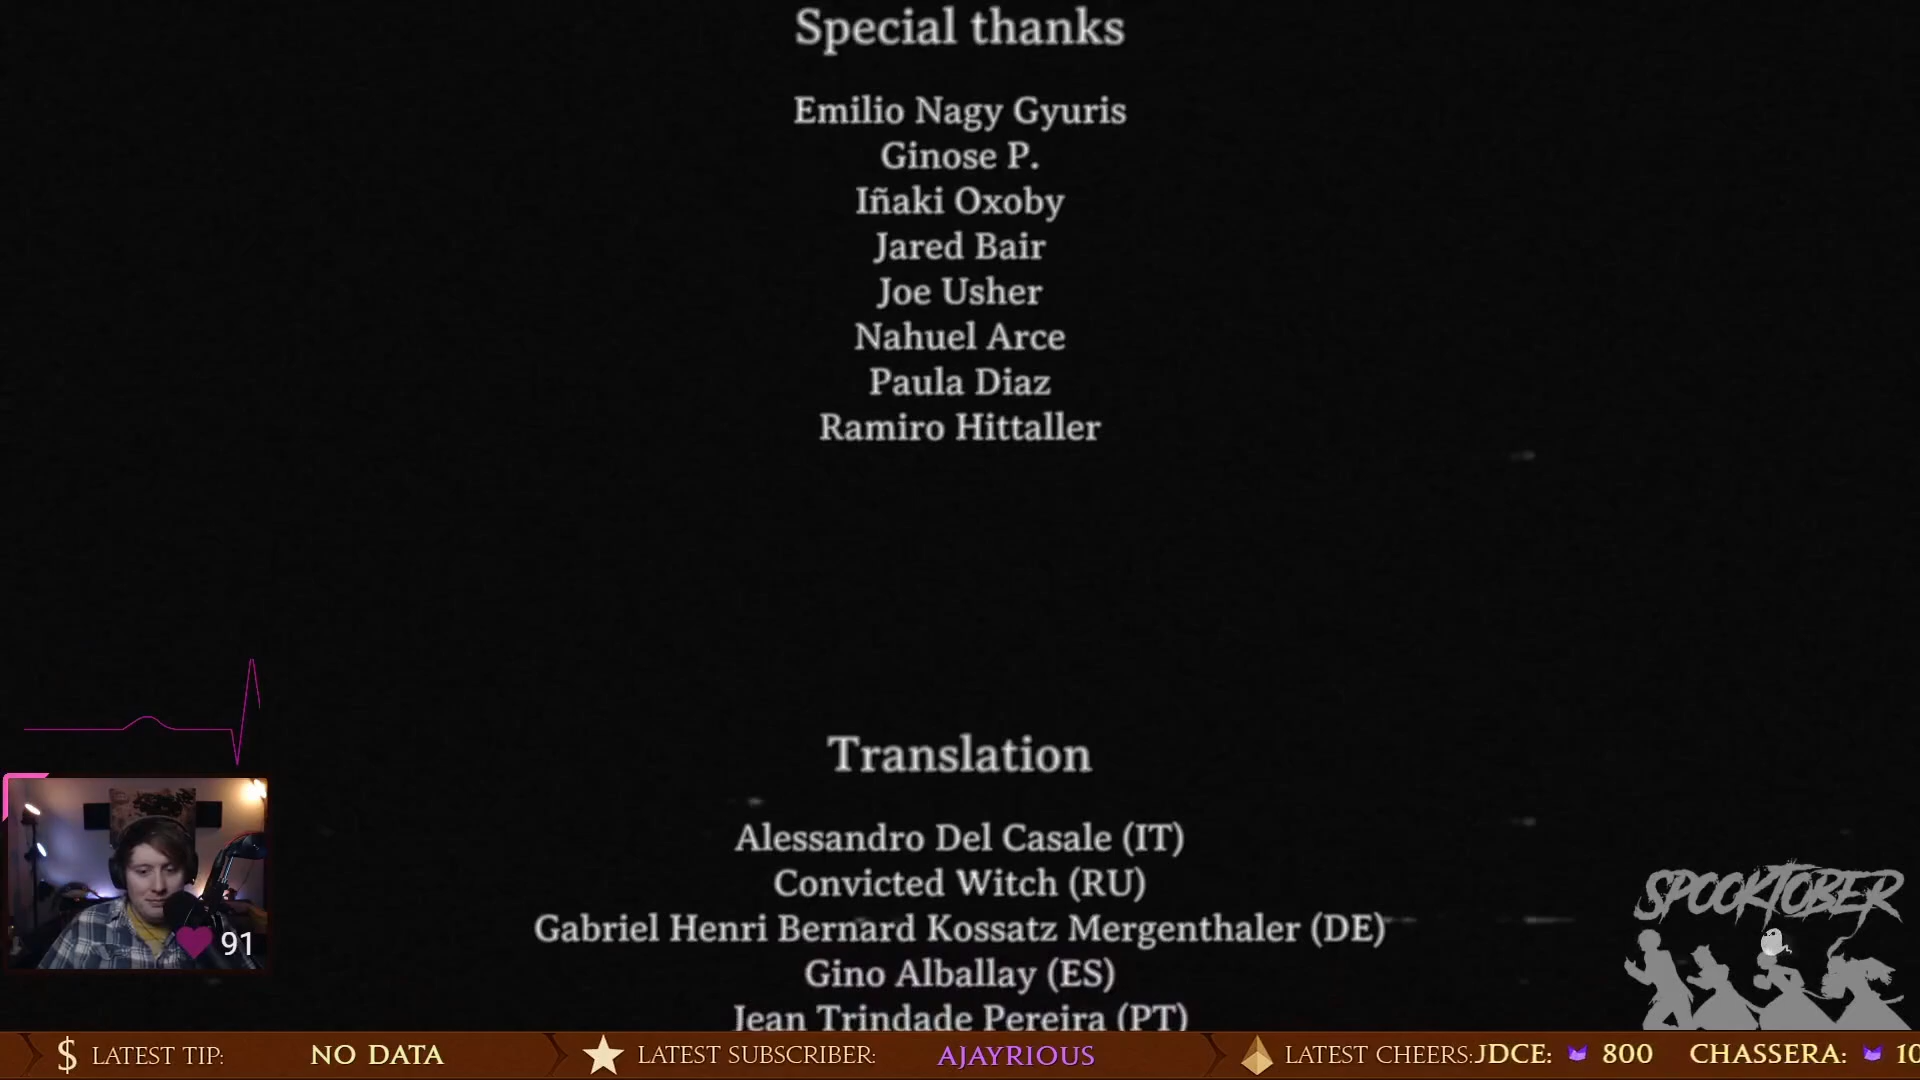 Special thanks
Emilio Nagy Gyuris
Ginose P.
Iñaki Oxoby
Jared Bair
Joe Usher
Nahuel Arce
Paula Diaz
Ramiro Hittaller
Translation
Alessandro Del Casale (IT)
Convicted Witch (RU)
Gabriel Henri Bernard Kossatz Mergenthaler (DE)
Gino Alballay (ES)
Jean Trindade Pereira (PT)
91
SPOOKTOBER
$ LATEST TIP: NO DATA LATEST SUBSCRIBER: AJAYRIOUS LATEST CHEERS: JDCE: 800 CHASSERA: 10